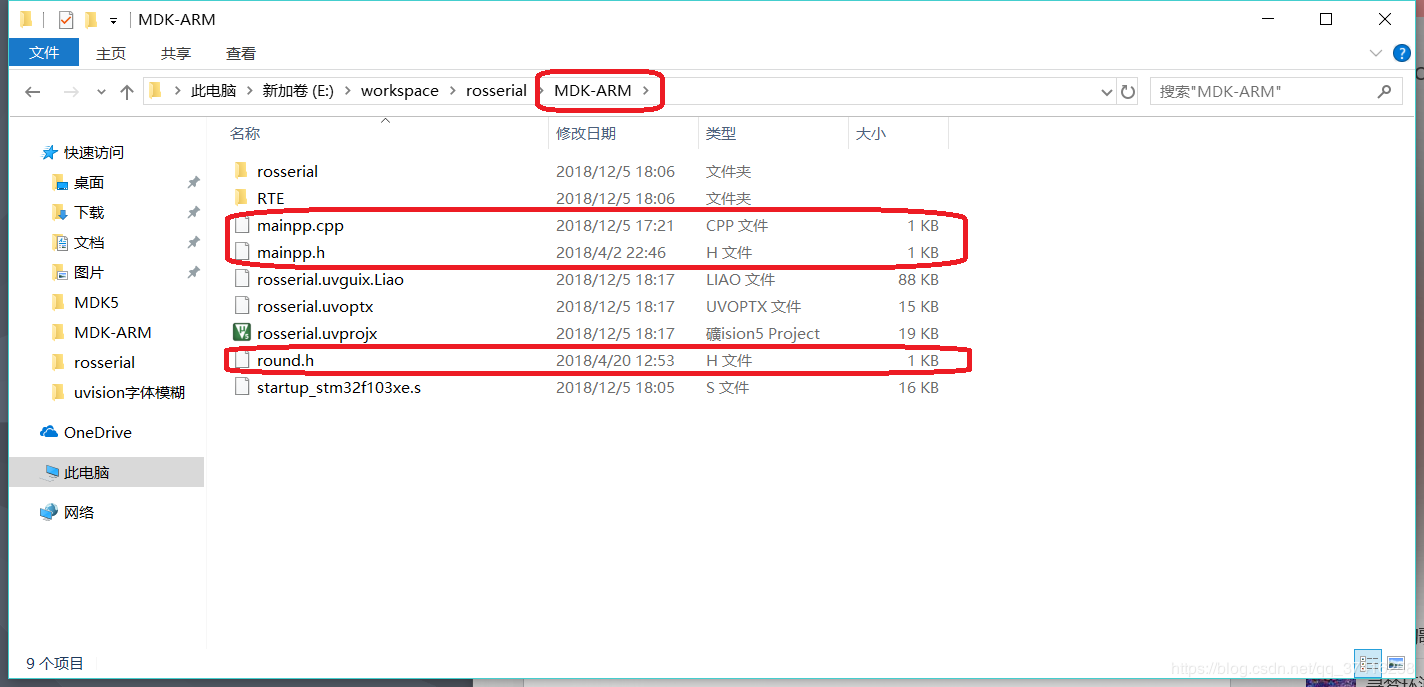 MDK-ARM
文件 主页 共享 查看
此电脑 新加卷 (E:) workspace rosserial MDK-ARM 搜索"MDK-ARM"
名称 修改日期 类型 大小
快速访问
桌面
下载
文档
图片
MDK5
MDK-ARM
rosserial
uvision字体模糊
OneDrive
此电脑
网络
rosserial 2018/12/5 18:06 文件夹
RTE 2018/12/5 18:06 文件夹
mainpp.cpp 2018/12/5 17:21 CPP 文件 1 KB
mainpp.h 2018/4/2 22:46 H 文件 1 KB
rosserial.uvguix.Liao 2018/12/5 18:17 LIAO 文件 88 KB
rosserial.uvoptx 2018/12/5 18:17 UVOPTX 文件 15 KB
rosserial.uvprojx 2018/12/5 18:17 礦ision5 Project 19 KB
round.h 2018/4/20 12:53 H 文件 1 KB
startup_stm32f103xe.s 2018/12/5 18:05 S 文件 16 KB
9 个项目